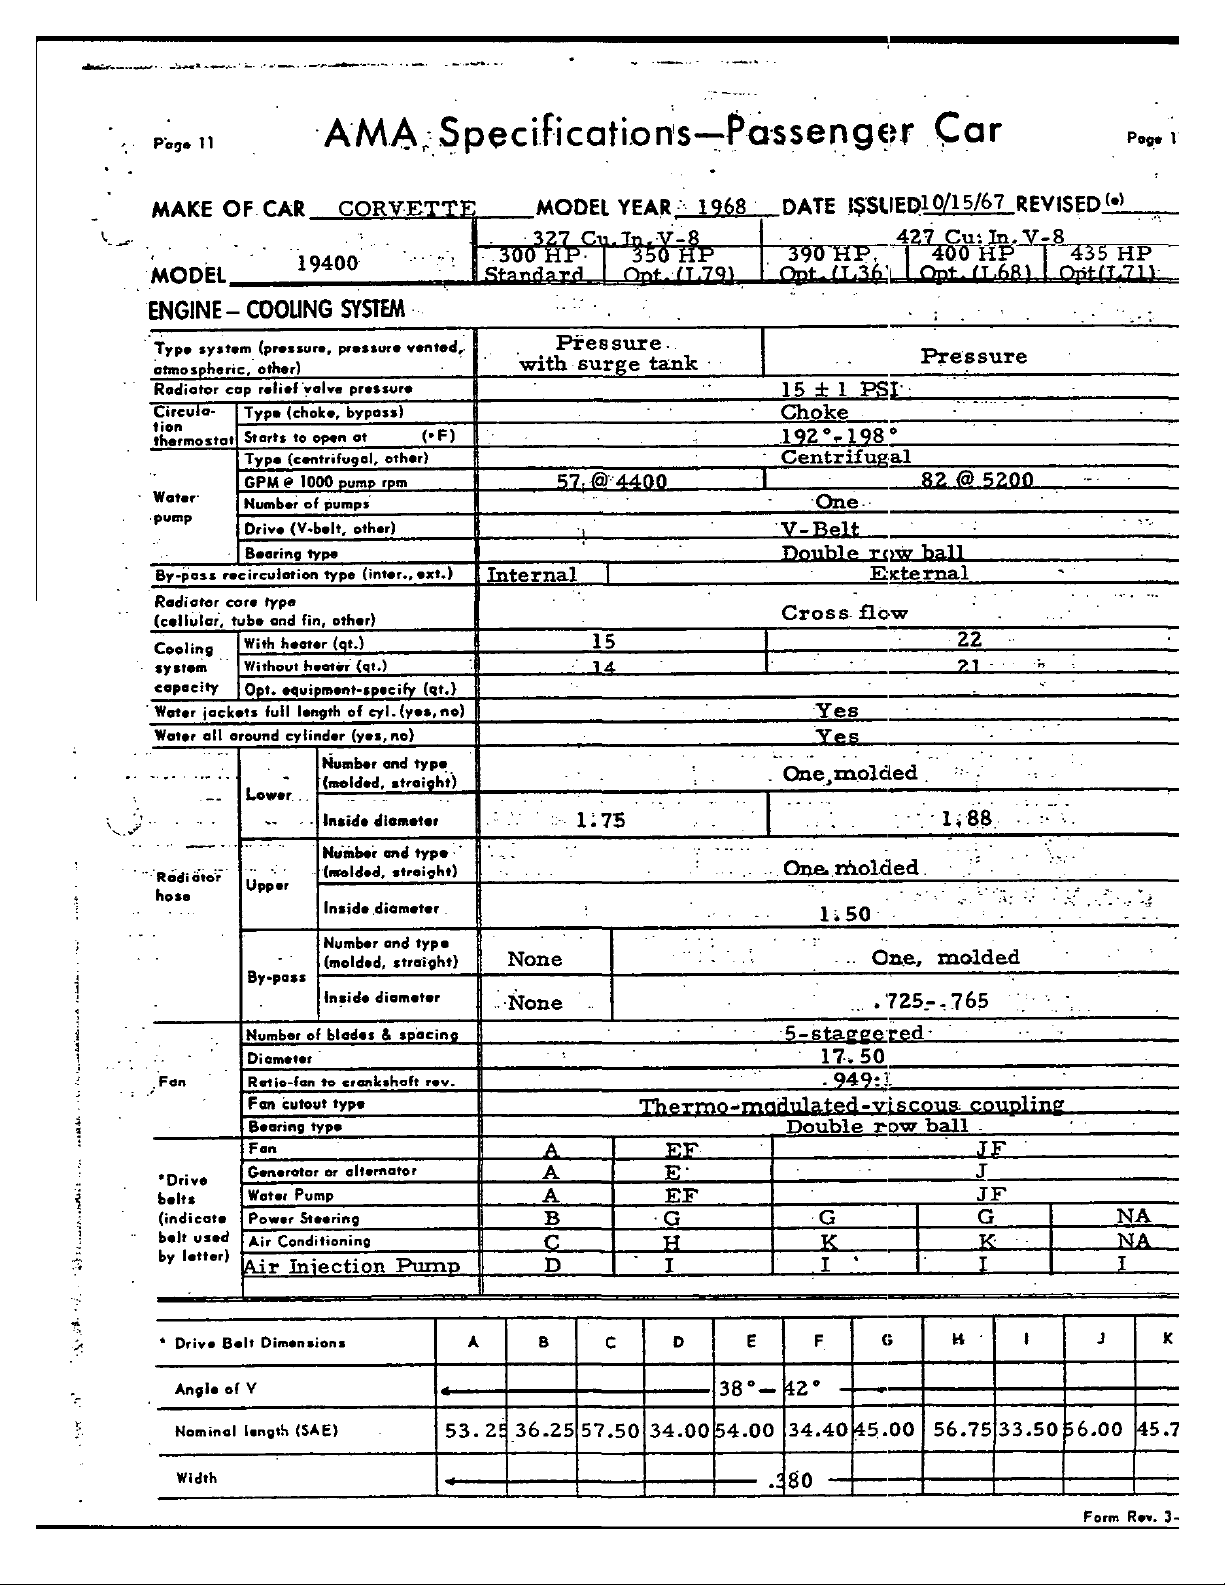 Page 11 AMA Specifications—Passenger Car Page 1
MAKE OF CAR CORVETTE MODEL YEAR 1968 DATE ISSUED 10/15/67 REVISED (•)
327 Cu. In. V-8 427 Cu. In. V-8
300 HP 350 HP 390 HP 400 HP 435 HP
MODEL 19400 Standard Opt. (L79) Opt. (L36) Opt. (L68) Opt (L71)
ENGINE – COOLING SYSTEM
Type system (pressure, pressure vented, atmospheric, other) Pressure with surge tank Pressure
Radiator cap relief valve pressure 15 ± 1 PSI
Circulation thermostat Type (choke, bypass) Choke
Starts to open at (°F) 192°-198°
Water pump Type (centrifugal, other) Centrifugal
GPM @ 1000 pump rpm 57 @ 4400 82 @ 5200
Number of pumps One
Drive (V-belt, other) V-Belt
Bearing type Double row ball
By-pass recirculation type (inter., ext.) Internal External
Radiator core type (cellular, tube and fin, other) Cross flow
Cooling system capacity With heater (qt.) 15 22
Without heater (qt.) 14 21
Opt. equipment-specify (qt.)
Water jackets full length of cyl. (yes, no) Yes
Water all around cylinder (yes, no) Yes
Radiator hose Lower Number and type (molded, straight) One, molded
Inside diameter 1.75 1.88
Upper Number and type (molded, straight) One, molded
Inside diameter 1.50
By-pass Number and type (molded, straight) None One, molded
Inside diameter None .725-.765
Fan Number of blades & spacing 5-staggered
Diameter 17.50
Ratio-fan to crankshaft rev. .949:1
Fan cutout type Thermo-modulated-viscous coupling
Bearing type Double row ball
*Drive belts (indicate belt used by letter) Fan A EF JF
Generator or alternator A E J
Water Pump A EF JF
Power Steering B G G G NA
Air Conditioning C H K K NA
Air Injection Pump D I I I I
* Drive Belt Dimensions A B C D E F G H I J K
Angle of V 38°-42°
Nominal length (SAE) 53.25 36.25 57.50 34.00 54.00 34.40 45.00 56.75 33.50 56.00 45.7
Width .380
Form Rev. 3-